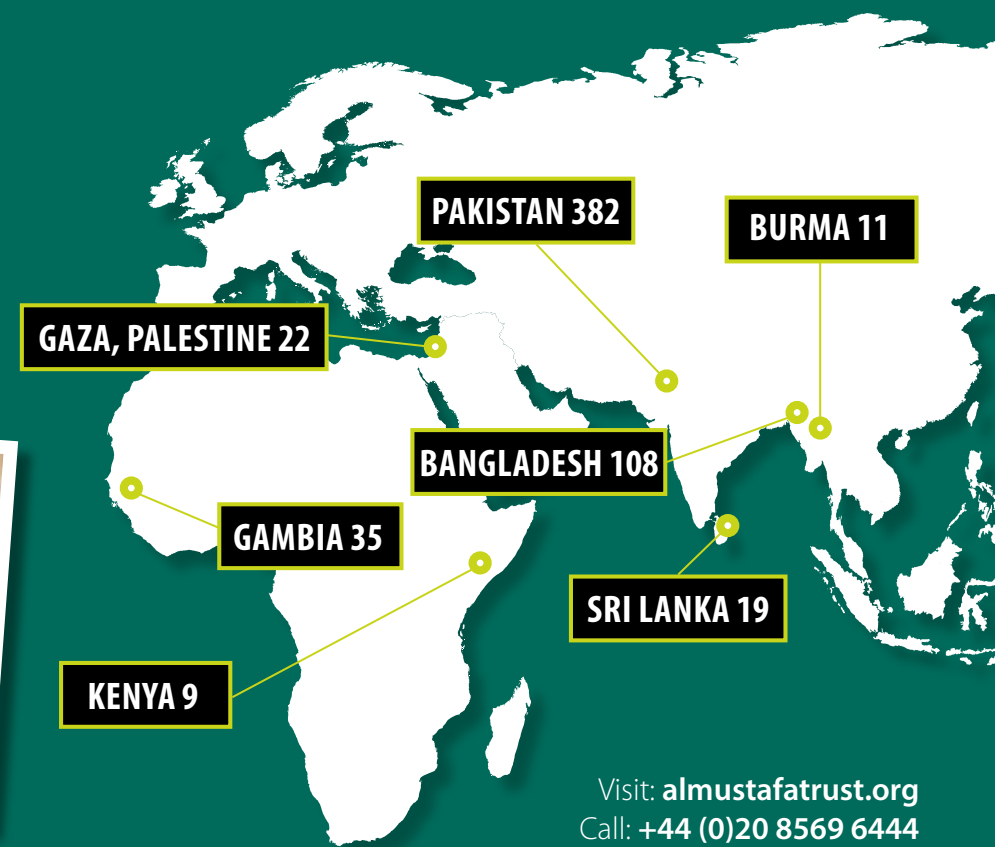 PAKISTAN 382
BURMA 11
GAZA, PALESTINE 22
BANGLADESH 108
GAMBIA 35
SRI LANKA 19
KENYA 9
Visit: almustafatrust.org
Call: +44 (0)20 8569 6444